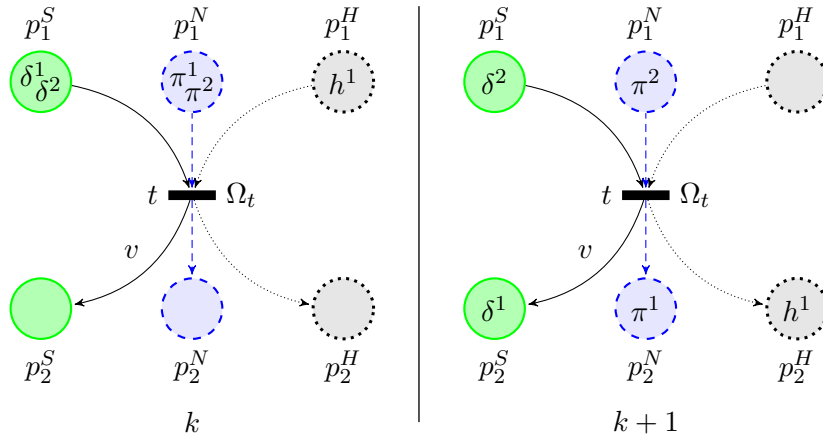 p_1^S p_1^N p_1^H p_1^S p_1^N p_1^H
δ^1 δ^2 π^1 π^2 h^1 δ^2 π^2
t Ω_t t Ω_t
v v
δ^1 π^1 h^1
p_2^S p_2^N p_2^H p_2^S p_2^N p_2^H
k k + 1